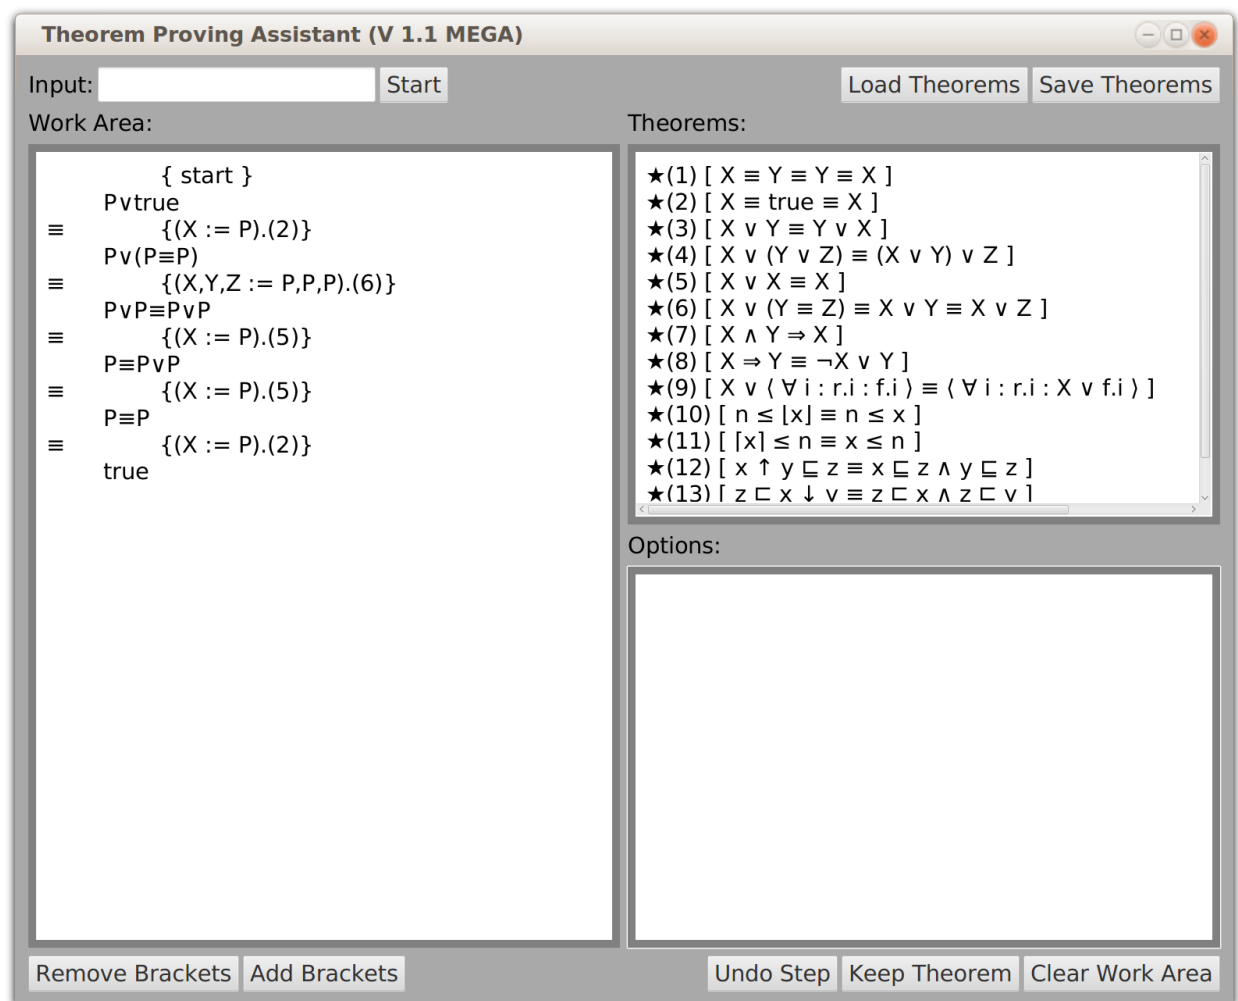 Theorem Proving Assistant (V 1.1 MEGA)
Input: Start Load Theorems Save Theorems
Work Area:
{ start }
P∨true
≡ {(X := P).(2)}
P∨(P≡P)
≡ {(X,Y,Z := P,P,P).(6)}
P∨P≡P∨P
≡ {(X := P).(5)}
P≡P∨P
≡ {(X := P).(5)}
P≡P
≡ {(X := P).(2)}
true
Theorems:
★(1) [ X ≡ Y ≡ Y ≡ X ]
★(2) [ X ≡ true ≡ X ]
★(3) [ X ∨ Y ≡ Y ∨ X ]
★(4) [ X ∨ (Y ∨ Z) ≡ (X ∨ Y) ∨ Z ]
★(5) [ X ∨ X ≡ X ]
★(6) [ X ∨ (Y ≡ Z) ≡ X ∨ Y ≡ X ∨ Z ]
★(7) [ X ∧ Y ⇒ X ]
★(8) [ X ⇒ Y ≡ ¬X ∨ Y ]
★(9) [ X ∨ ⟨ ∀ i : r.i : f.i ⟩ ≡ ⟨ ∀ i : r.i : X ∨ f.i ⟩ ]
★(10) [ n ≤ ⌊x⌋ ≡ n ≤ x ]
★(11) [ ⌈x⌉ ≤ n ≡ x ≤ n ]
★(12) [ x ↑ y ⊑ z ≡ x ⊑ z ∧ y ⊑ z ]
★(13) [ z ⊑ x ↓ y ≡ z ⊑ x ∧ z ⊑ y ]
Options:
Remove Brackets Add Brackets Undo Step Keep Theorem Clear Work Area